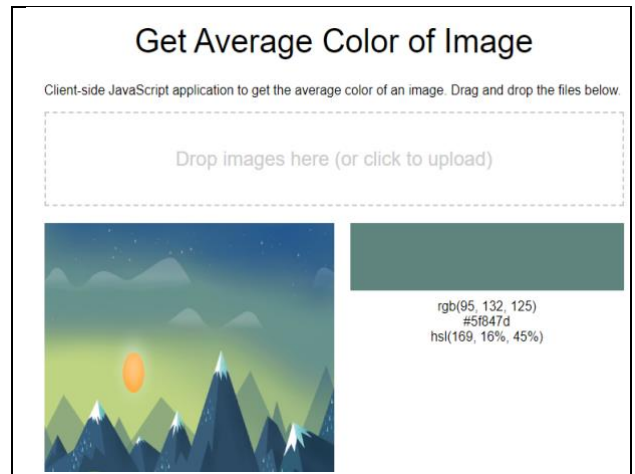 Get Average Color of Image
Client-side JavaScript application to get the average color of an image. Drag and drop the files below.
Drop images here (or click to upload)
rgb(95, 132, 125)
#5f847d
hsl(169, 16%, 45%)